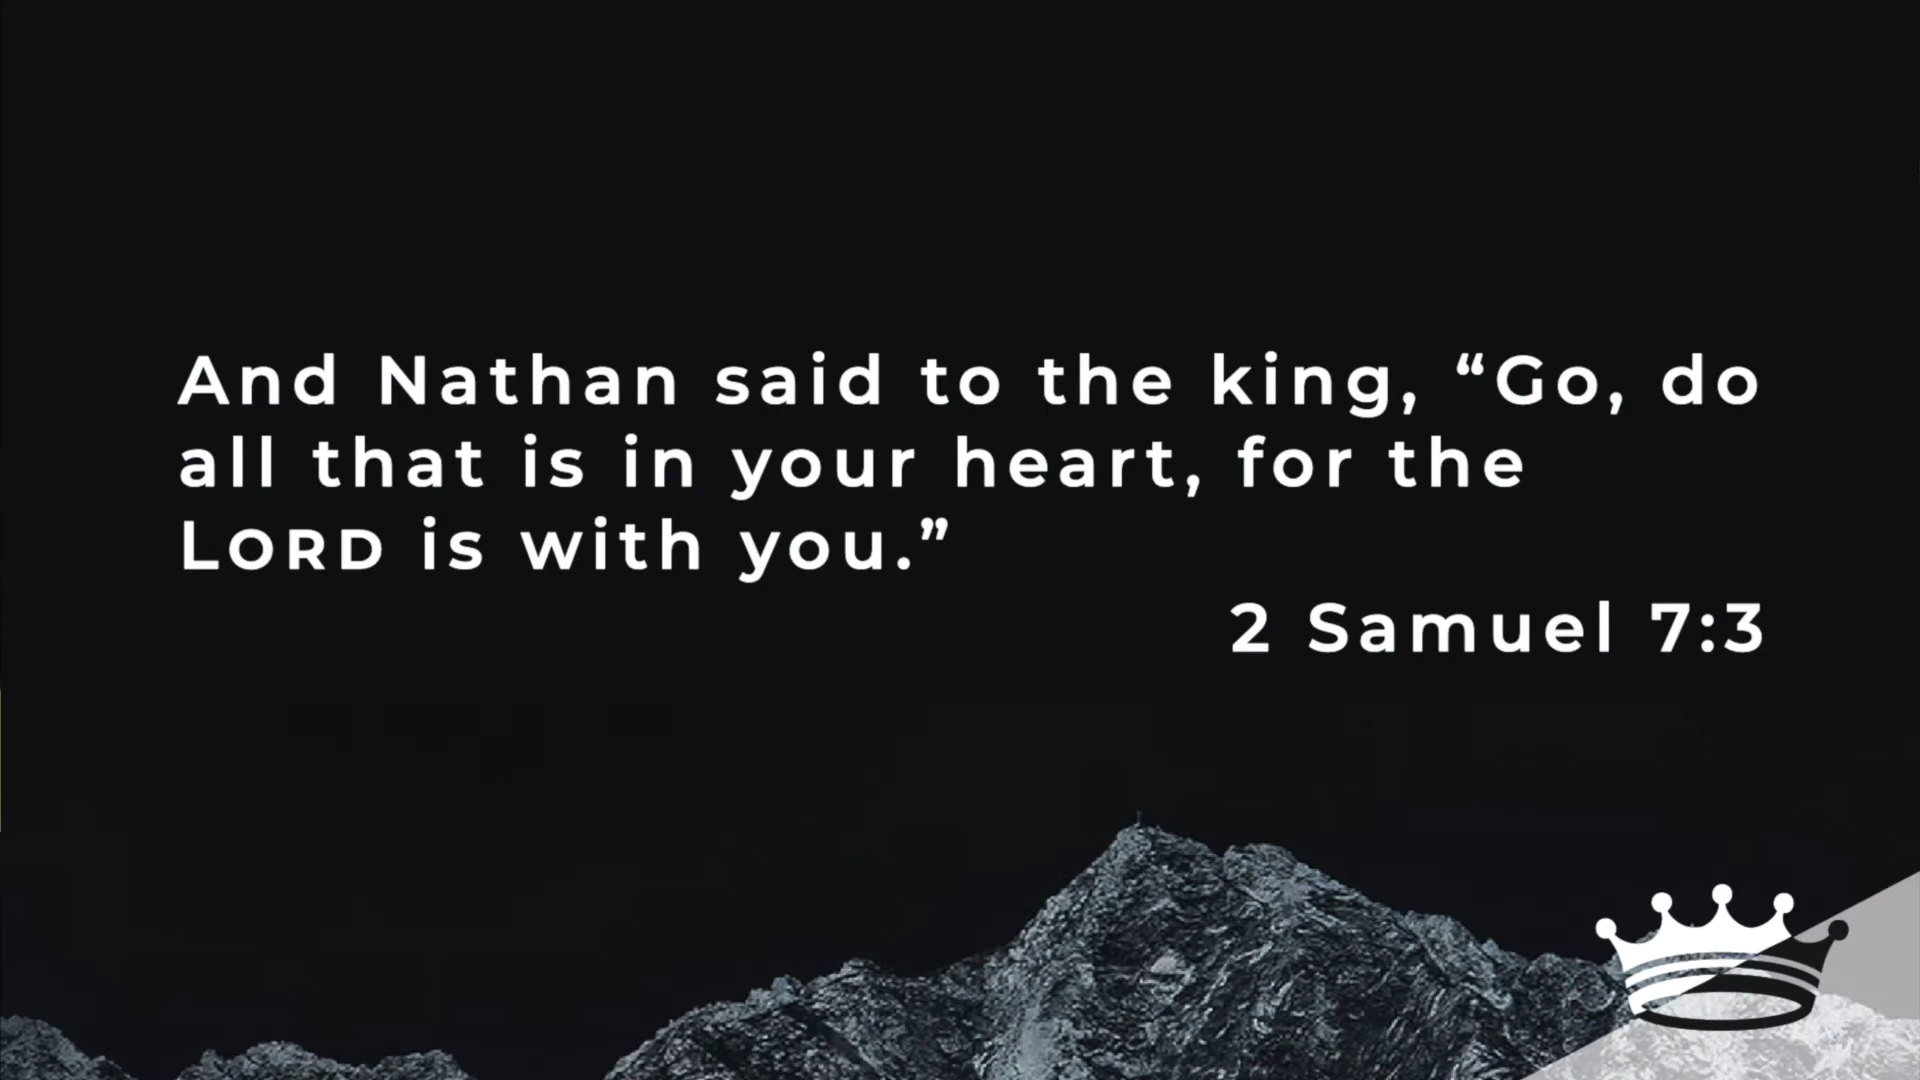 And Nathan said to the king, “Go, do
all that is in your heart, for the
LORD is with you.”
2 Samuel 7:3